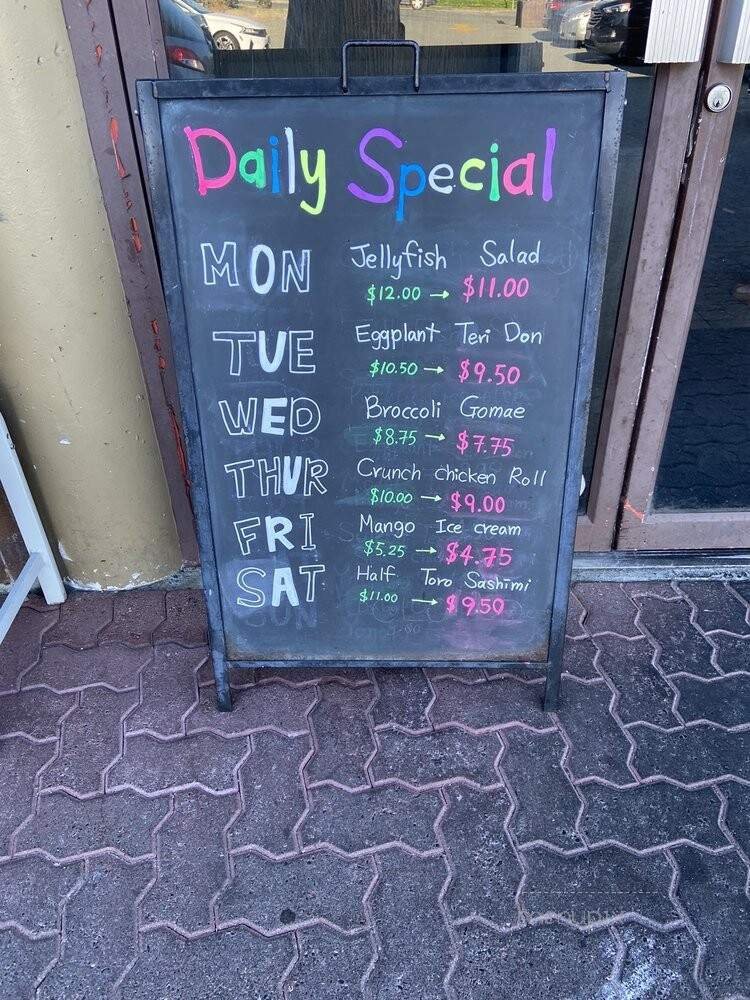 Daily Special
MON Jellyfish Salad
$12.00 → $11.00
TUE Eggplant Teri Don
$10.50 → $9.50
WED Broccoli Gomae
$8.75 → $7.75
THUR Crunch chicken Roll
$10.00 → $9.00
FRI Mango Ice cream
$5.25 → $4.75
SAT Half Toro Sashimi
$11.00 → $9.50
SUN